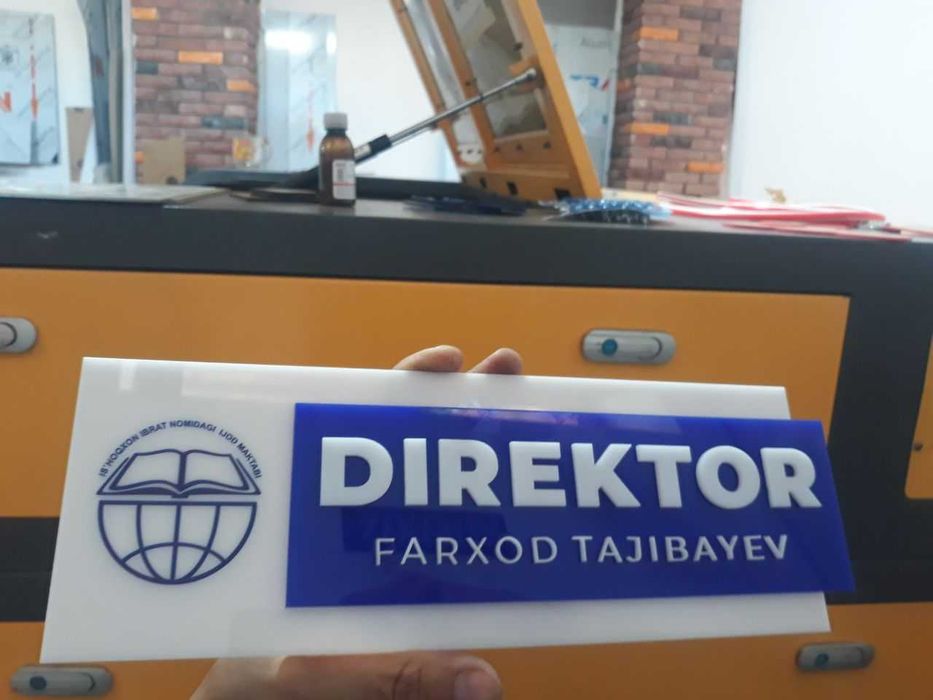 IS'HOQXON IBRAT NOMIDAGI IJOD MAKTABI
DIREKTOR
FARXOD TAJIBAYEV